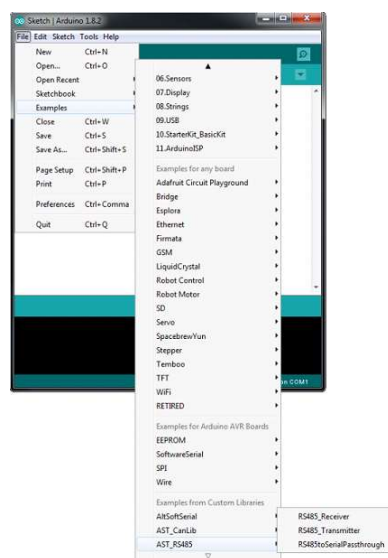 Sketch | Arduino 1.8.2
File Edit Sketch Tools Help
New Ctrl+N
Open... Ctrl+O
Open Recent
Sketchbook
Examples
Close Ctrl+W
Save Ctrl+S
Save As... Ctrl+Shift+S
Page Setup Ctrl+Shift+P
Print Ctrl+P
Preferences Ctrl+Comma
Quit Ctrl+Q
06.Sensors
07.Display
08.Strings
09.USB
10.StarterKit_BasicKit
11.ArduinoISP
Examples for any board
Adafruit Circuit Playground
Bridge
Esplora
Ethernet
Firmata
GSM
LiquidCrystal
Robot Control
Robot Motor
SD
Servo
SpacebrewYun
Stepper
Temboo
TFT
WiFi
RETIRED
Examples for Arduino AVR Boards
EEPROM
SoftwareSerial
SPI
Wire
Examples from Custom Libraries
AltSoftSerial
AST_CanLib
AST_RS485
RS485_Receiver
RS485_Transmitter
RS485toSerialPassthrough
on COM1